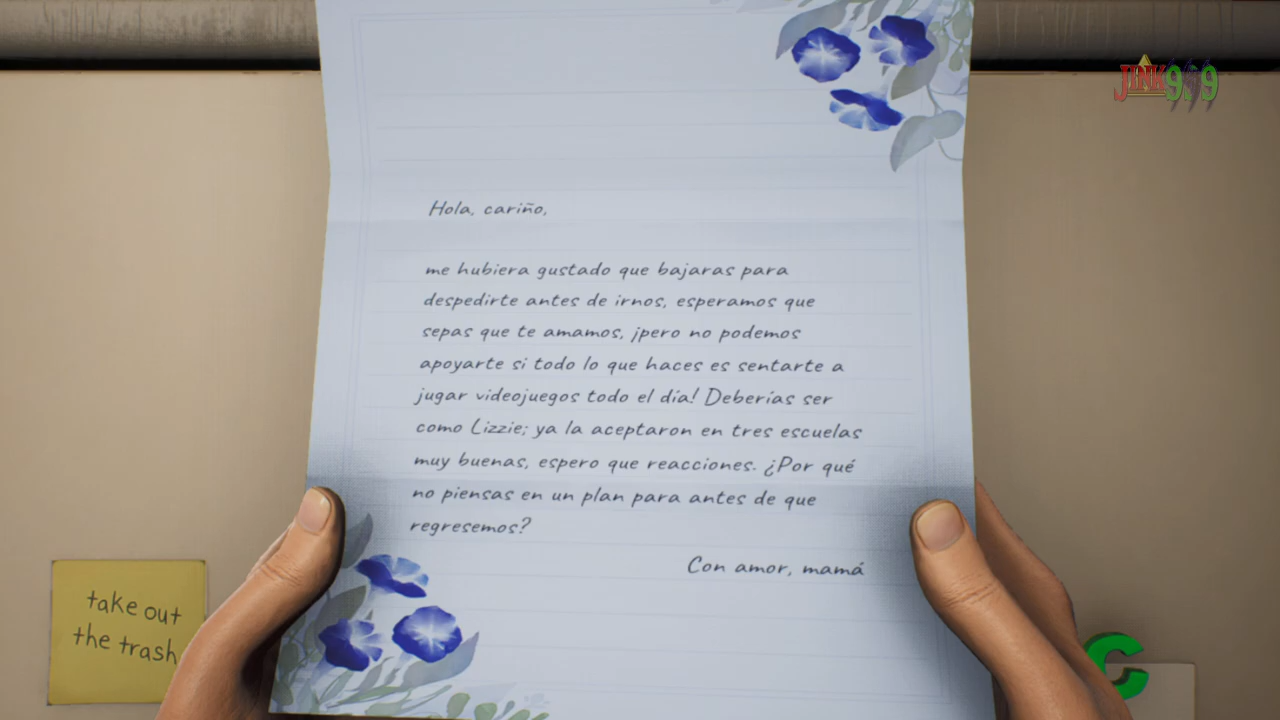 JINK999
Hola, cariño,
me hubiera gustado que bajaras para
despedirte antes de irnos, esperamos que
sepas que te amamos, ¡pero no podemos
apoyarte si todo lo que haces es sentarte a
jugar videojuegos todo el día! Deberías ser
como Lizzie; ya la aceptaron en tres escuelas
muy buenas, espero que reacciones. ¿Por qué
no piensas en un plan para antes de que
regresemos?
Con amor, mamá
take out
the trash
C